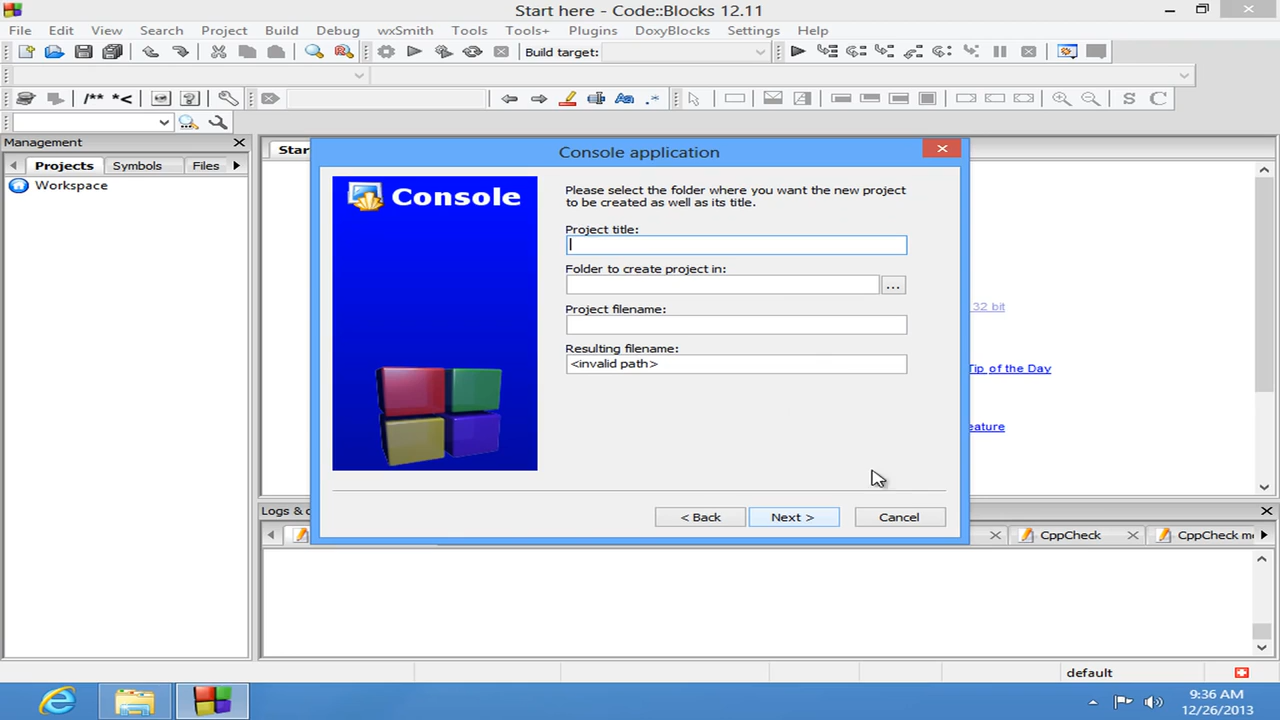 Start here - Code::Blocks 12.11
File Edit View Search Project Build Debug wxSmith Tools Tools+ Plugins DoxyBlocks Settings Help
Build target:
/** *<
S C
Management
Projects Symbols Files
Workspace
Star
Console application
Console
Please select the folder where you want the new project
to be created as well as its title.
Project title:
Folder to create project in:
...
Project filename:
Resulting filename:
<invalid path>
< Back Next > Cancel
32 bit
Tip of the Day
eature
Logs &
CppCheck CppCheck m
default
9:36 AM
12/26/2013